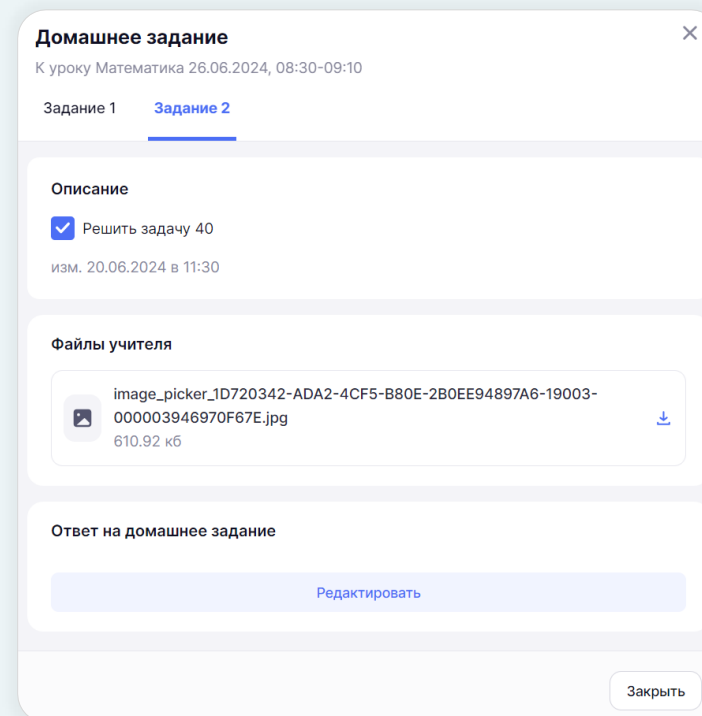 Домашнее задание
К уроку Математика 26.06.2024, 08:30-09:10
Задание 1
Задание 2
Описание
Решить задачу 40
изм. 20.06.2024 в 11:30
Файлы учителя
image_picker_1D720342-ADA2-4CF5-B80E-2B0EE94897A6-19003-
000003946970F67E.jpg
610.92 кб
Ответ на домашнее задание
Редактировать
Закрыть